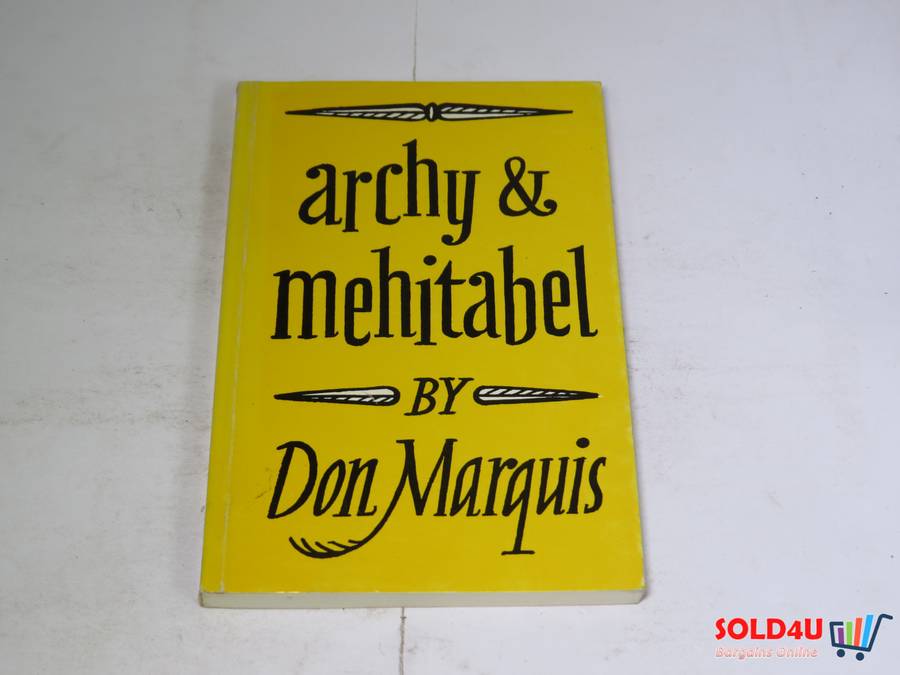 archy &
mehitabel
BY
Don Marquis
SOLD4U
Bargains Online